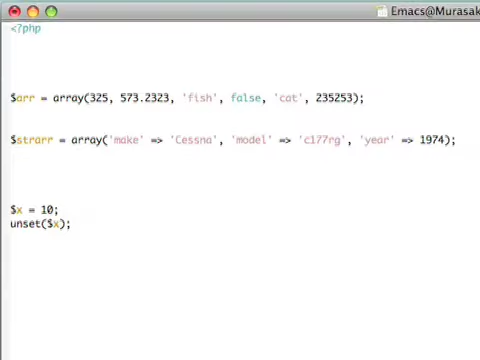 Emacs@Murasak
<?php
$arr = array(325, 573.2323, 'fish', false, 'cat', 235253);
$strarr = array('make' => 'Cessna', 'model' => 'c177rg', 'year' => 1974);
$x = 10;
unset($x);